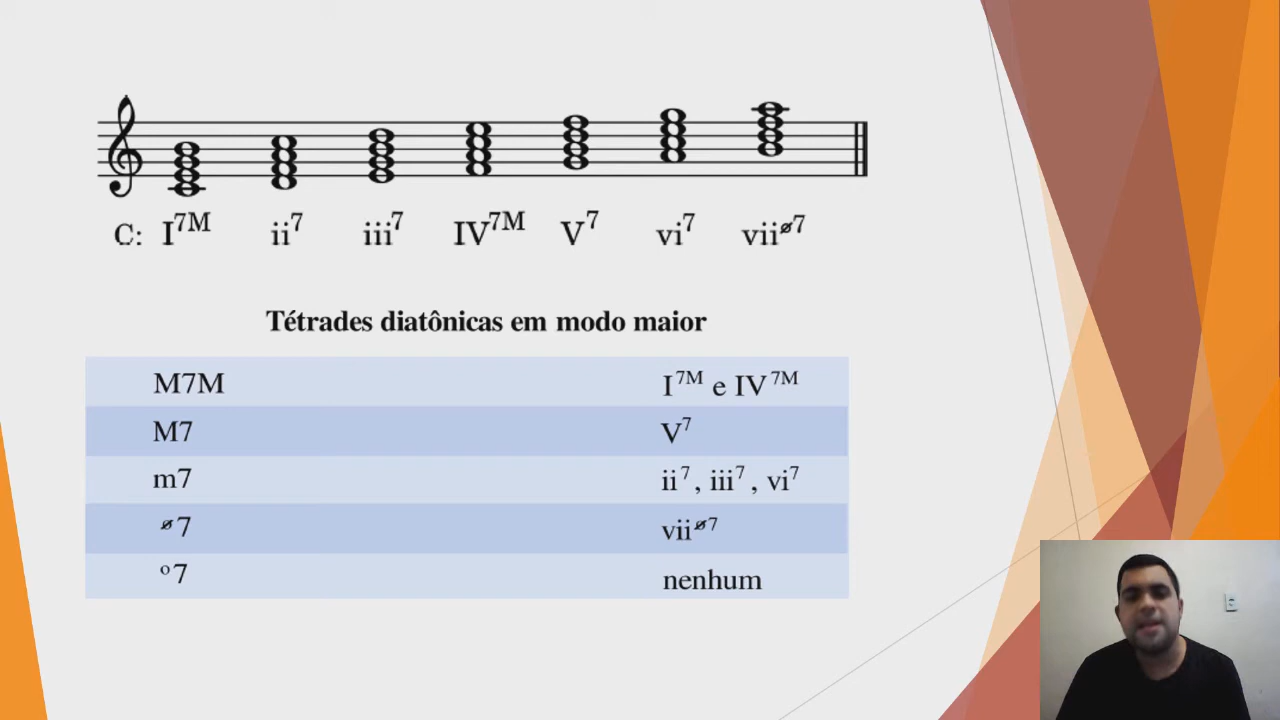 C: I⁷ᴹ ii⁷ iii⁷ IV⁷ᴹ V⁷ vi⁷ viiø⁷
Tétrades diatônicas em modo maior
M7M I⁷ᴹ e IV⁷ᴹ
M7 V⁷
m7 ii⁷, iii⁷, vi⁷
ø7 viiø⁷
º7 nenhum